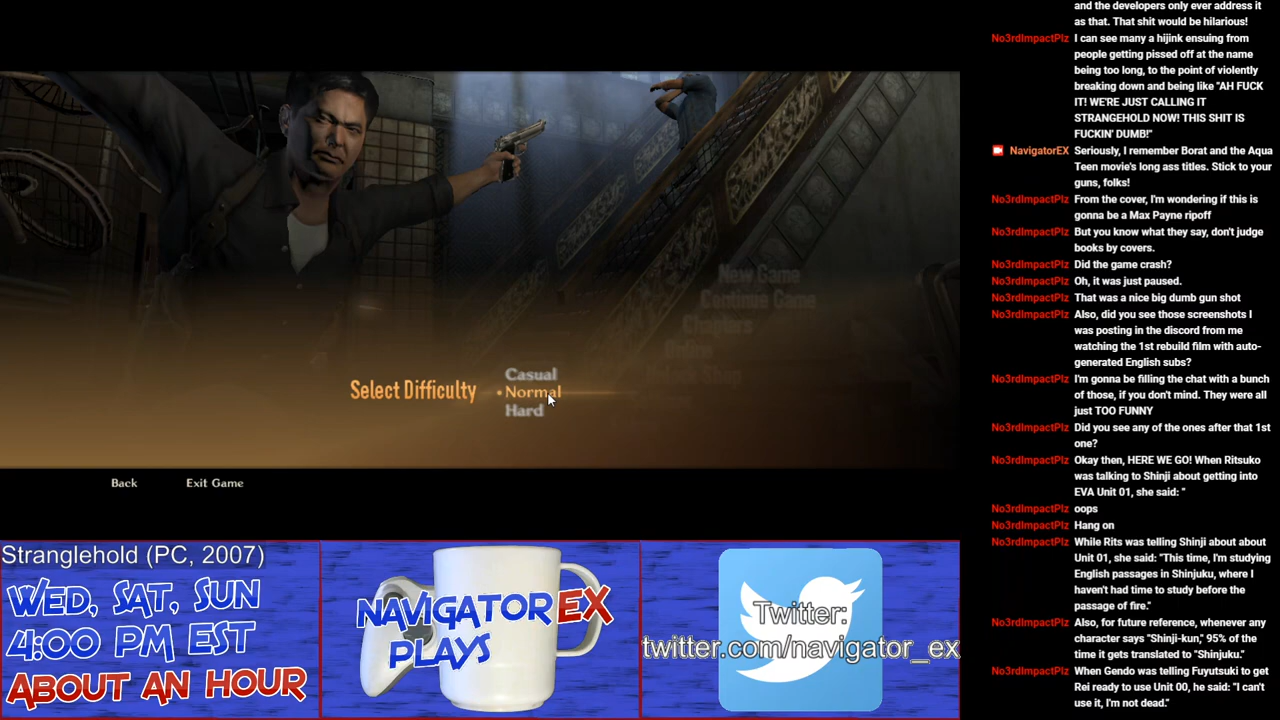 New Game
Continue Game
Chapters
Online
Select Difficulty
Casual
Normal
Hard
Back
Exit Game
Stranglehold (PC, 2007)
WED, SAT, SUN
4:00 PM EST
ABOUT AN HOUR
NAVIGATOREX
PLAYS
Twitter:
twitter.com/navigator_ex
and the developers only ever address it
as that. That shit would be hilarious!
No3rdImpactPlz I can see many a hijink ensuing from
people getting pissed off at the name
being too long, to the point of violently
breaking down and being like "AH FUCK
IT! WE'RE JUST CALLING IT
STRANGEHOLD NOW! THIS SHIT IS
FUCKIN' DUMB!"
NavigatorEX Seriously, I remember Borat and the Aqua
Teen movie's long ass titles. Stick to your
guns, folks!
No3rdImpactPlz From the cover, I'm wondering if this is
gonna be a Max Payne ripoff
No3rdImpactPlz But you know what they say, don't judge
books by covers.
No3rdImpactPlz Did the game crash?
No3rdImpactPlz Oh, it was just paused.
No3rdImpactPlz That was a nice big dumb gun shot
No3rdImpactPlz Also, did you see those screenshots I
was posting in the discord from me
watching the 1st rebuild film with auto-
generated English subs?
No3rdImpactPlz I'm gonna be filling the chat with a bunch
of those, if you don't mind. They were all
just TOO FUNNY
No3rdImpactPlz Did you see any of the ones after that 1st
one?
No3rdImpactPlz Okay then, HERE WE GO! When Ritsuko
was talking to Shinji about getting into
EVA Unit 01, she said: "
No3rdImpactPlz oops
No3rdImpactPlz Hang on
No3rdImpactPlz While Rits was telling Shinji about about
Unit 01, she said: "This time, I'm studying
English passages in Shinjuku, where I
haven't had time to study before the
passage of fire."
No3rdImpactPlz Also, for future reference, whenever any
character says "Shinji-kun," 95% of the
time it gets translated to "Shinjuku."
No3rdImpactPlz When Gendo was telling Fuyutsuki to get
Rei ready to use Unit 00, he said: "I can't
use it, I'm not dead."